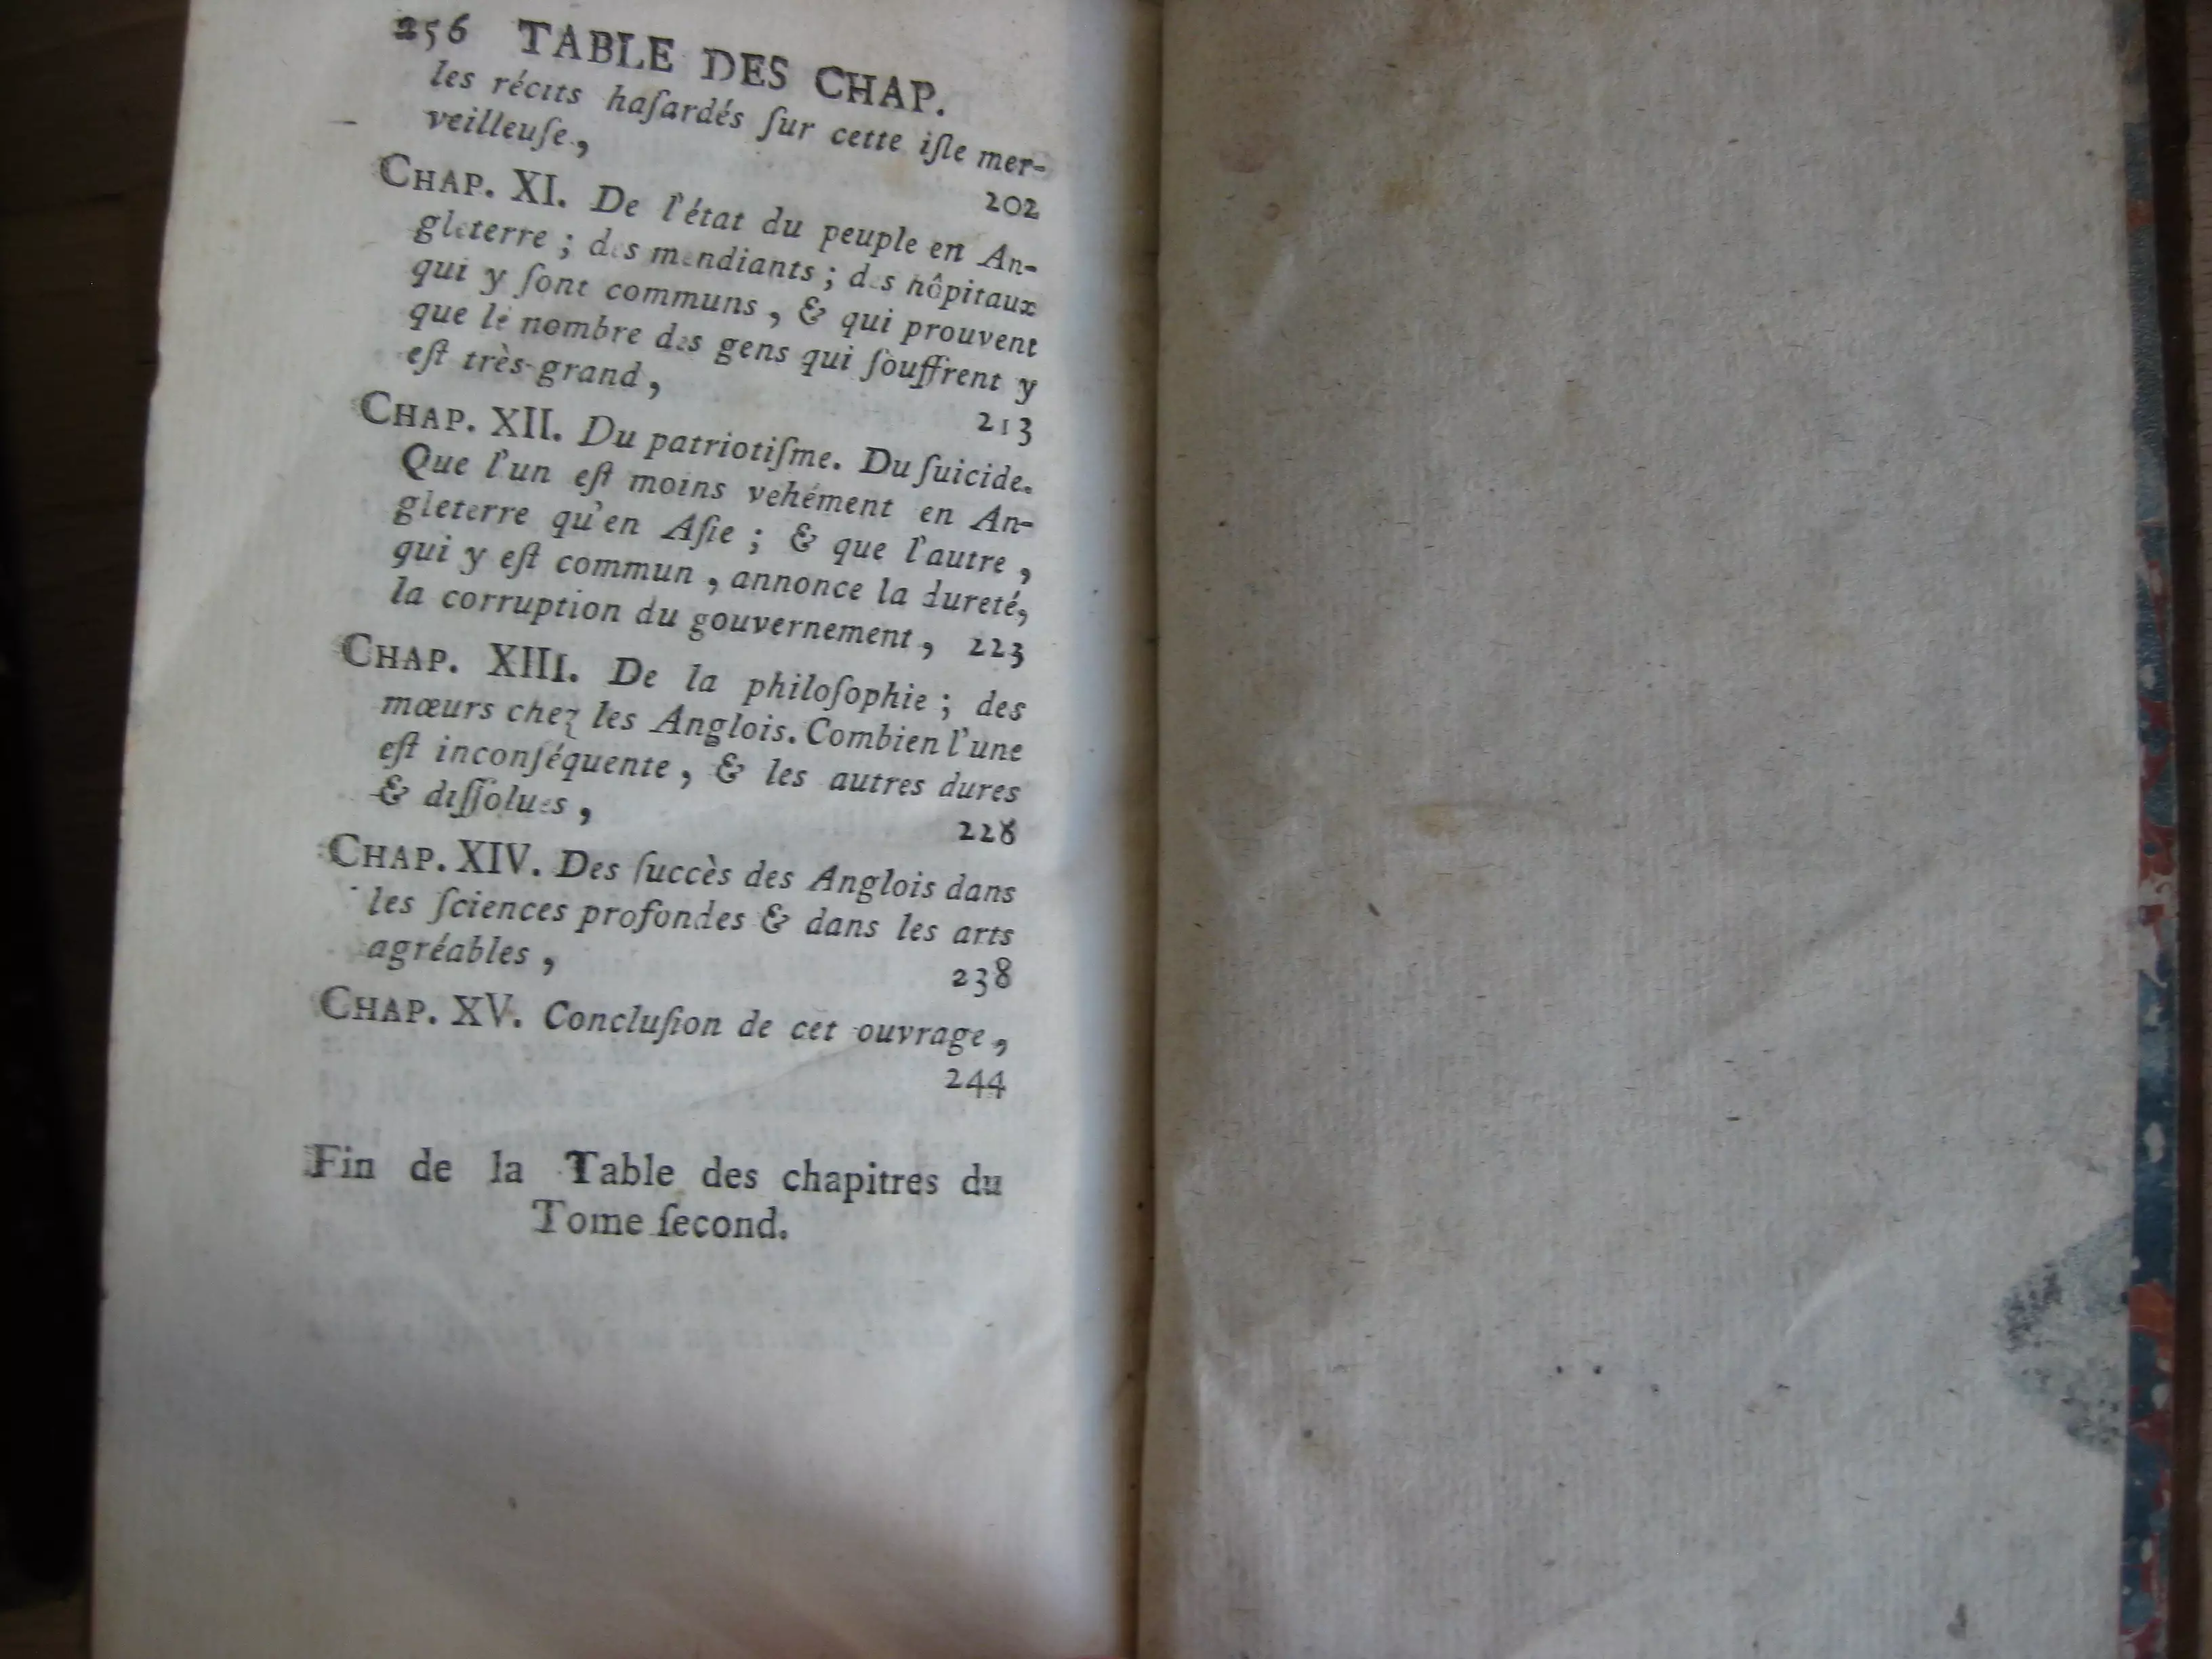 256 TABLE DES CHAP.
les récits haſardés ſur cette iſle mer-
veilleuſe, 202
CHAP. XI. De l'état du peuple en An-
gleterre ; des mendiants ; des hôpitaux
qui y ſont communs, & qui prouvent
que le nombre des gens qui ſouffrent y
eſt très-grand, 213
CHAP. XII. Du patriotiſme. Du ſuicide.
Que l'un eſt moins vehément en An-
gleterre qu'en Aſie ; & que l'autre,
qui y eſt commun, annonce la dureté,
la corruption du gouvernement, 223
CHAP. XIII. De la philoſophie ; des
mœurs chez les Anglois. Combien l'une
eſt inconſéquente, & les autres dures
& diſſolues, 228
CHAP. XIV. Des ſuccès des Anglois dans
les ſciences profondes & dans les arts
agréables, 238
CHAP. XV. Concluſion de cet ouvrage,
244
Fin de la Table des chapitres du
Tome ſecond.